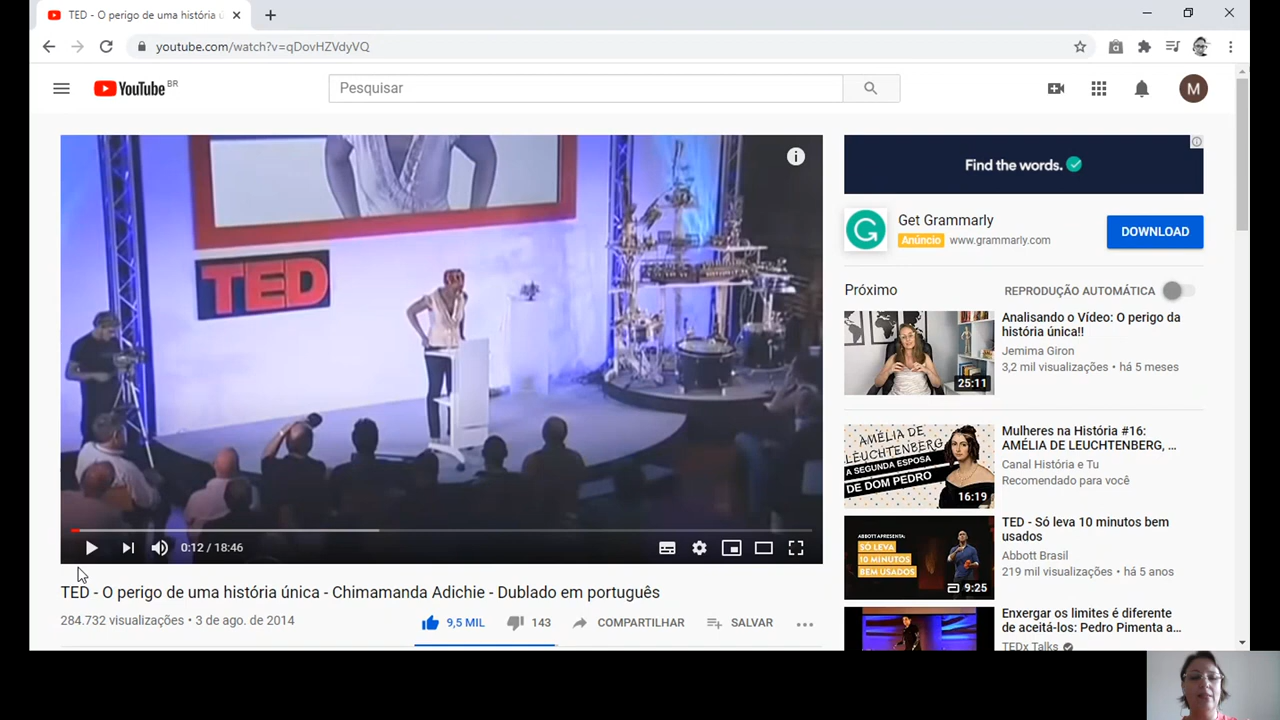 TED - O perigo de uma história ú
youtube.com/watch?v=qDovHZVdyVQ
YouTube BR
Pesquisar
M
TED
Find the words.
Get Grammarly
Anúncio www.grammarly.com
DOWNLOAD
Próximo
REPRODUÇÃO AUTOMÁTICA
Analisando o Vídeo: O perigo da
história única!!
Jemima Giron
3,2 mil visualizações • há 5 meses
25:11
AMÉLIA DE
LEUCHTENBERG
A SEGUNDA ESPOSA
DE DOM PEDRO
16:19
Mulheres na História #16:
AMÉLIA DE LEUCHTENBERG, ...
Canal História e Tu
Recomendado para você
ABBOTT APRESENTA:
SÓ LEVA
10 MINUTOS
BEM USADOS
9:25
TED - Só leva 10 minutos bem
usados
Abbott Brasil
219 mil visualizações • há 5 anos
Enxergar os limites é diferente
de aceitá-los: Pedro Pimenta a...
TEDx Talks
0:12 / 18:46
TED - O perigo de uma história única - Chimamanda Adichie - Dublado em português
284.732 visualizações • 3 de ago. de 2014
9,5 MIL
143
COMPARTILHAR
SALVAR